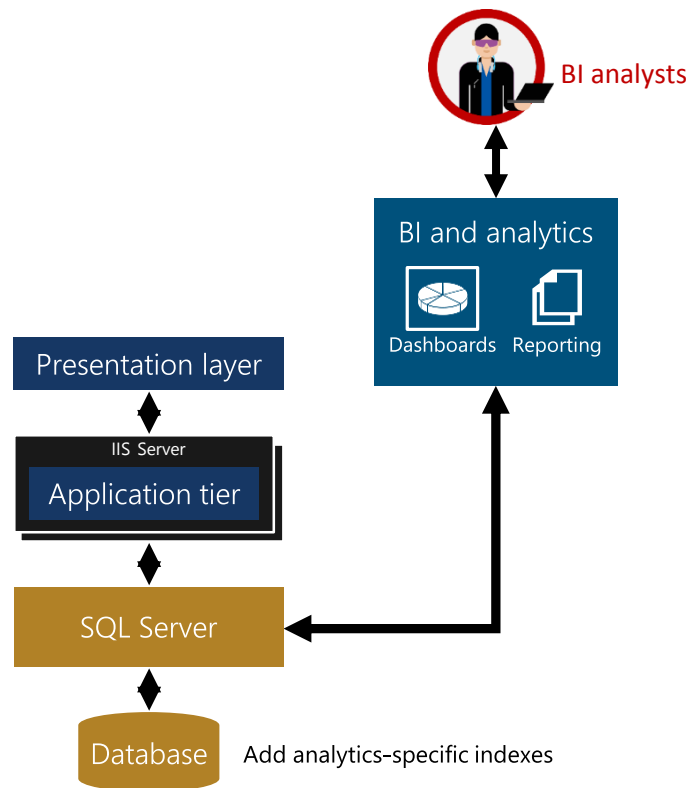 BI analysts
BI and analytics
Dashboards
Reporting
Presentation layer
IIS Server
Application tier
SQL Server
Database
Add analytics-specific indexes